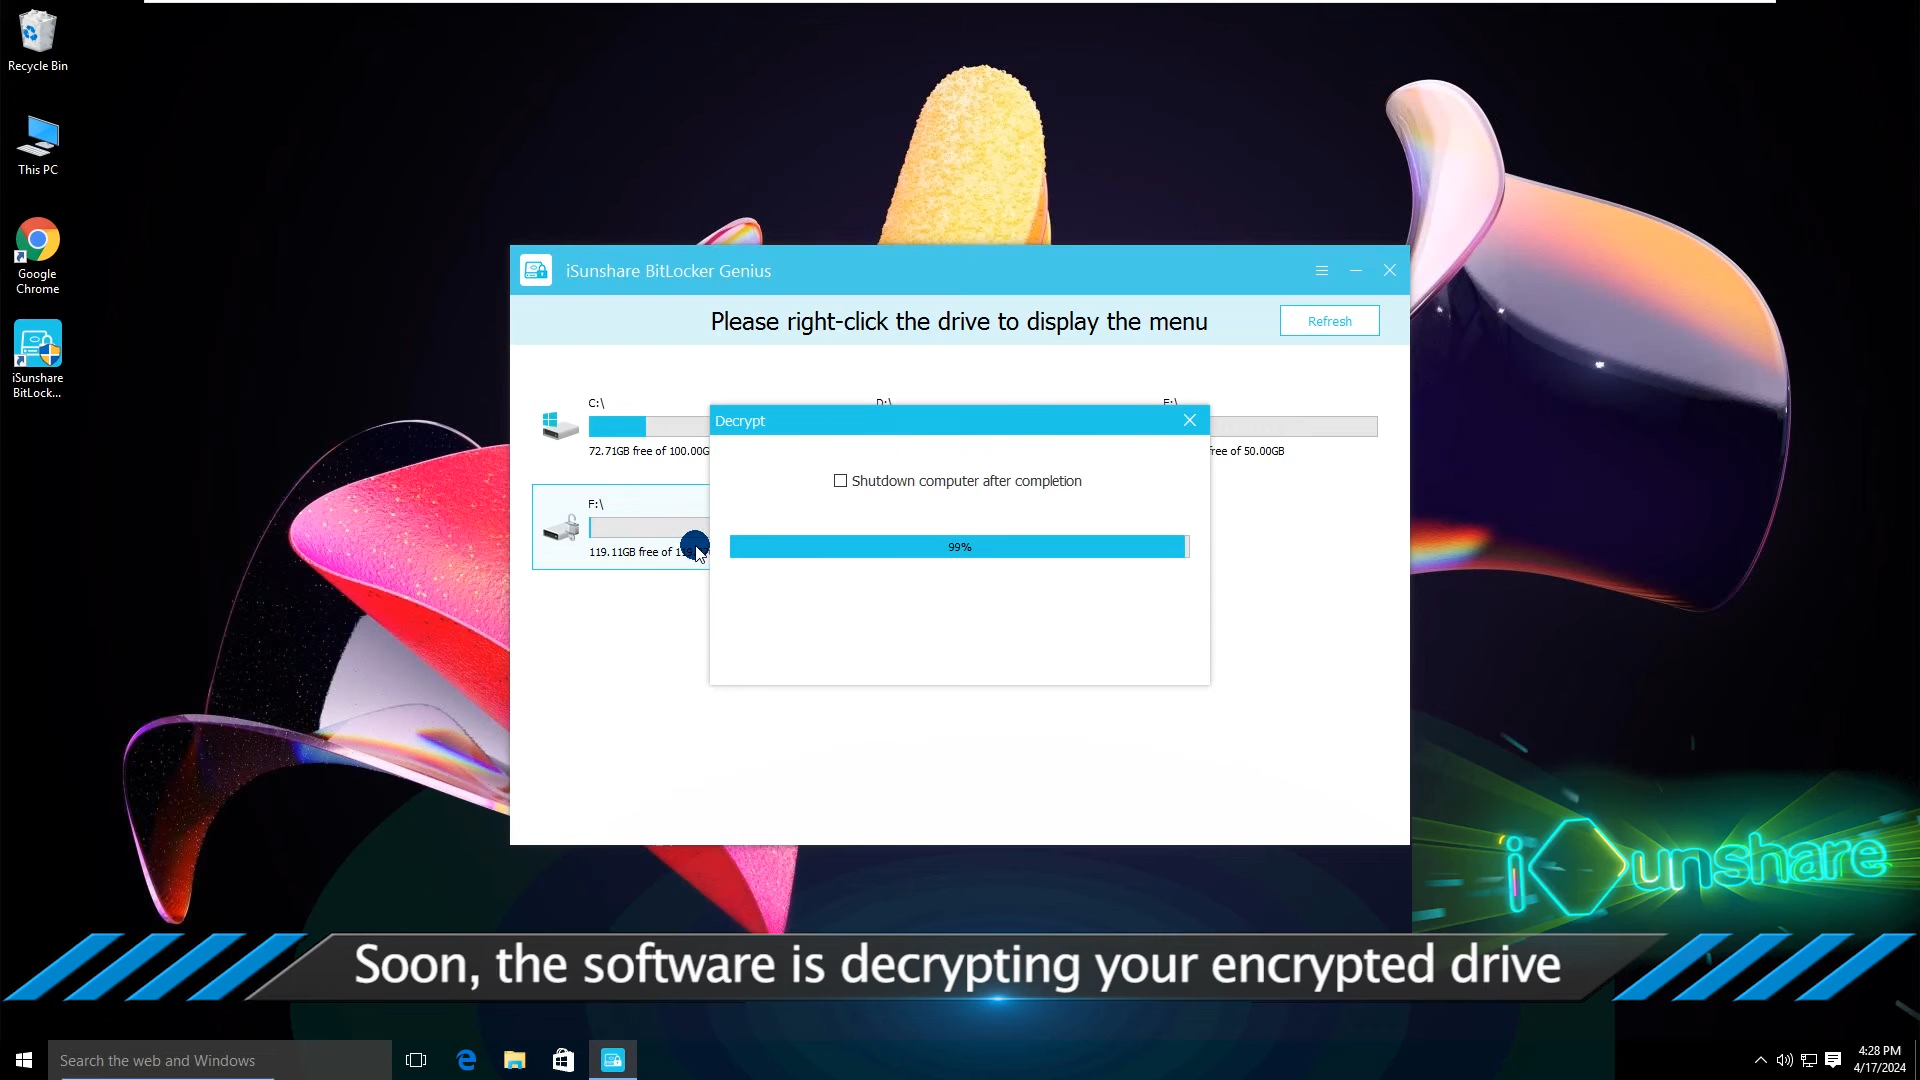 Recycle Bin
This PC
Google
Chrome
iSunshare
BitLock...
iSunshare BitLocker Genius
Please right-click the drive to display the menu
Refresh
C:\
72.71GB free of 100.00G
D:\
free of 50.00GB
F:\
119.11GB free of
Decrypt
Shutdown computer after completion
99%
iSunshare
Soon, the software is decrypting your encrypted drive
Search the web and Windows
4:28 PM
4/17/2024